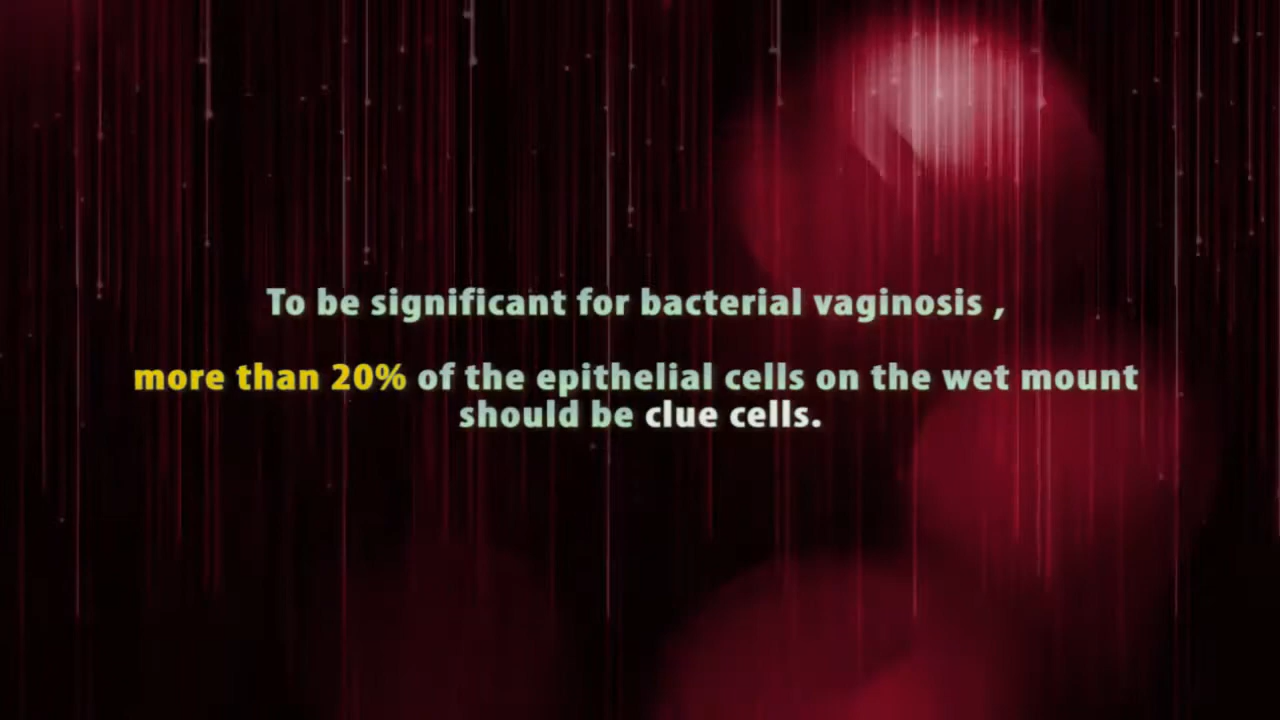 To be significant for bacterial vaginosis ,
more than 20% of the epithelial cells on the wet mount
should be clue cells.